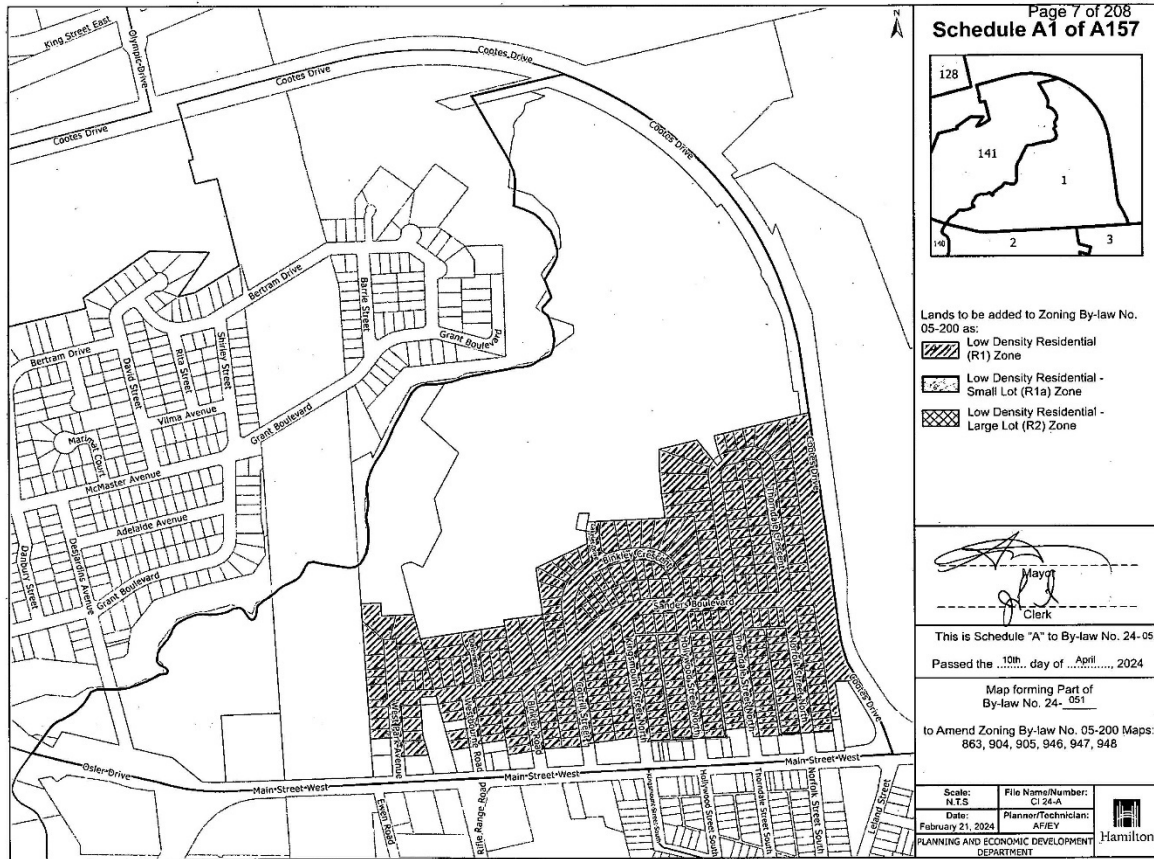 Page 7 of 208
Schedule A1 of A157
N
King Street East
Olympic Drive
Cootes Drive
Cootes Drive
Cootes Drive
Cootes Drive
Cootes Drive
Bertram Drive
Bertram Drive
Barrie Street
Grant Boulevard
David Street
Rita Street
Shirley Street
Vilma Avenue
Grant Boulevard
McMaster Avenue
Adelaide Avenue
Danbury Street
Desjardins Avenue
Grant Boulevard
Binkley Crescent
Thorndale Crescent
Sanders Boulevard
Westbourne Road
Hollywood Street North
Thorndale Street North
Norfolk Street North
Osler Drive
Main Street West
Main Street West
Ewen Road
Rifle Range Road
Hollywood Street South
Thorndale Street South
Norfolk Street South
Leland Street
128
141
1
140
2
3
Lands to be added to Zoning By-law No.
05-200 as:
Low Density Residential
(R1) Zone
Low Density Residential -
Small Lot (R1a) Zone
Low Density Residential -
Large Lot (R2) Zone
Mayor
Clerk
This is Schedule "A" to By-law No. 24-05
Passed the 10th day of April, 2024
Map forming Part of
By-law No. 24- 051
to Amend Zoning By-law No. 05-200 Maps:
863, 904, 905, 946, 947, 948
Scale:
N.T.S
File Name/Number:
CI 24-A
Date:
February 21, 2024
Planner/Technician:
AF/EY
PLANNING AND ECONOMIC DEVELOPMENT
DEPARTMENT
Hamilton